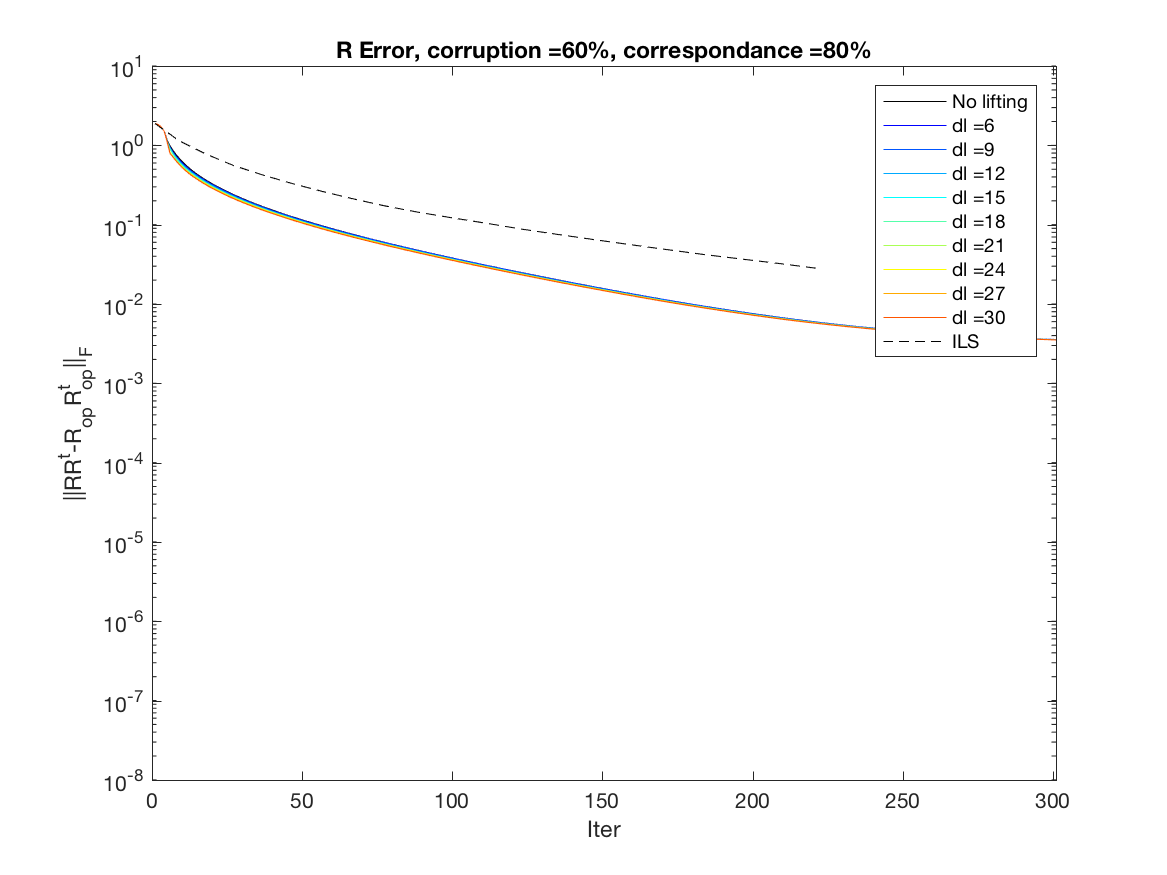 R Error, corruption =60%, correspondance =80%
10^1
10^0
10^-1
10^-2
10^-3
10^-4
10^-5
10^-6
10^-7
10^-8
||RR^t-R_op R_op^t||_F
0 50 100 150 200 250 300
Iter
No lifting
dl =6
dl =9
dl =12
dl =15
dl =18
dl =21
dl =24
dl =27
dl =30
ILS